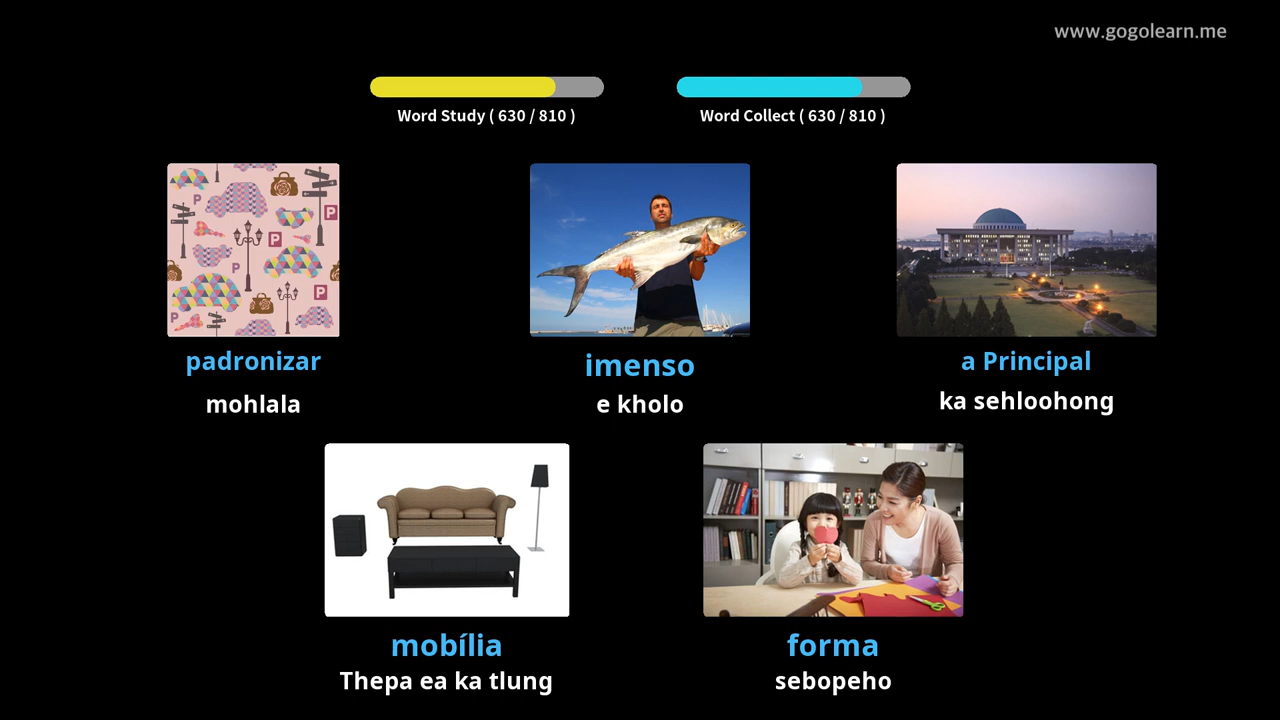 www.gogolearn.me
Word Study ( 630 / 810 )
Word Collect ( 630 / 810 )
P
P
P
P
P
P
padronizar
mohlala
imenso
e kholo
a Principal
ka sehloohong
mobília
Thepa ea ka tlung
forma
sebopeho